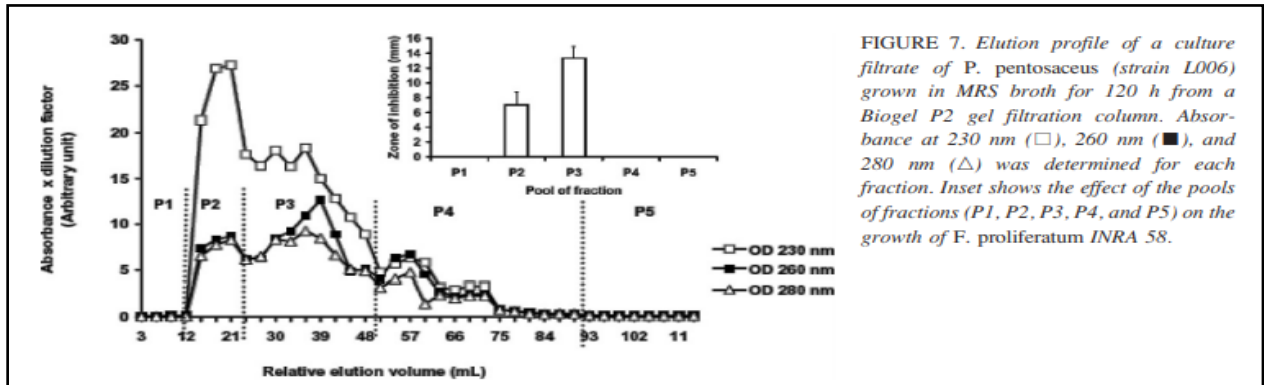 30
25
20
15
10
5
0
Absorbance x dilution factor
(Arbitrary unit)
P1
P2
P3
P4
P5
3
12
21
30
39
48
57
66
75
84
93
102
11
Relative elution volume (mL)
16
14
12
10
8
6
4
2
0
Zone of inhibition (mm)
P1
P2
P3
P4
P5
Pool of fraction
OD 230 nm
OD 260 nm
OD 280 nm
FIGURE 7. Elution profile of a culture
filtrate of P. pentosaceus (strain L006)
grown in MRS broth for 120 h from a
Biogel P2 gel filtration column. Absor-
bance at 230 nm (□), 260 nm (■), and
280 nm (△) was determined for each
fraction. Inset shows the effect of the pools
of fractions (P1, P2, P3, P4, and P5) on the
growth of F. proliferatum INRA 58.